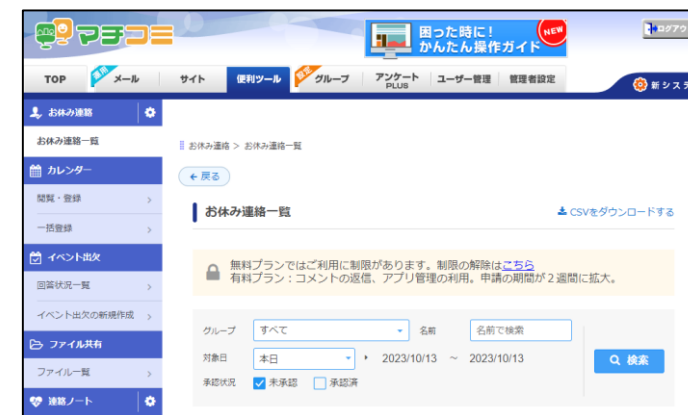 マチコミ
困った時に!
かんたん操作ガイド
NEW
ログアウ
TOP
メール
サイト
便利ツール
グループ
アンケート
PLUS
ユーザー管理
管理者設定
新システ
お休み連絡
お休み連絡一覧
カレンダー
閲覧・登録
一括登録
イベント出欠
回答状況一覧
イベント出欠の新規作成
ファイル共有
ファイル一覧
連絡ノート
お休み連絡 > お休み連絡一覧
戻る
お休み連絡一覧
CSVをダウンロードする
無料プランではご利用に制限があります。制限の解除はこちら
有料プラン:コメントの返信、アプリ管理の利用。申請の期間が2週間に拡大。
グループ すべて 名前 名前で検索
対象日 本日 2023/10/13 ~ 2023/10/13
検索
承認状況 未承認 承認済